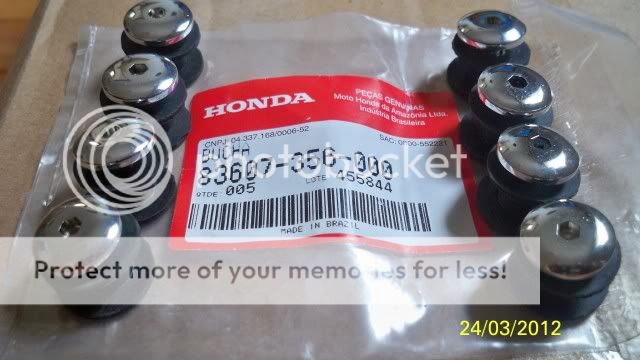 HONDA
PEÇAS GENUÍNAS
Moto Honda da Amazônia Ltda.
Indústria Brasileira
CNPJ: 04.337.168/0006-52
SAC: 0800-552221
BUCHA
83607-356-000
QTDE: 005
LOTE: 455844
MADE IN BRAZIL
photobucket
Protect more of your memories for less!
24/03/2012